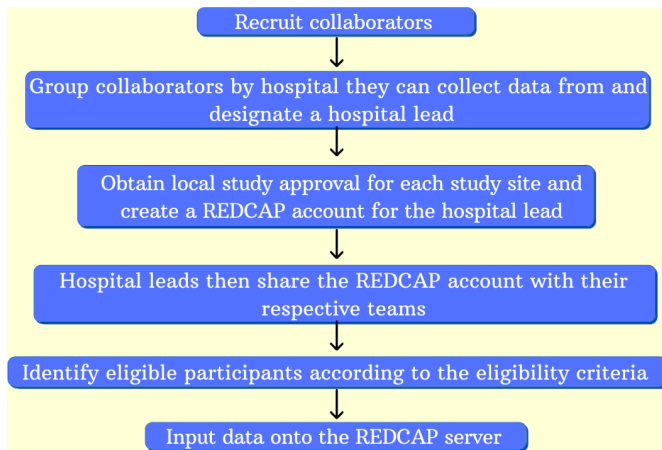 Recruit collaborators
Group collaborators by hospital they can collect data from and
designate a hospital lead
Obtain local study approval for each study site and
create a REDCAP account for the hospital lead
Hospital leads then share the REDCAP account with their
respective teams
Identify eligible participants according to the eligibility criteria
Input data onto the REDCAP server